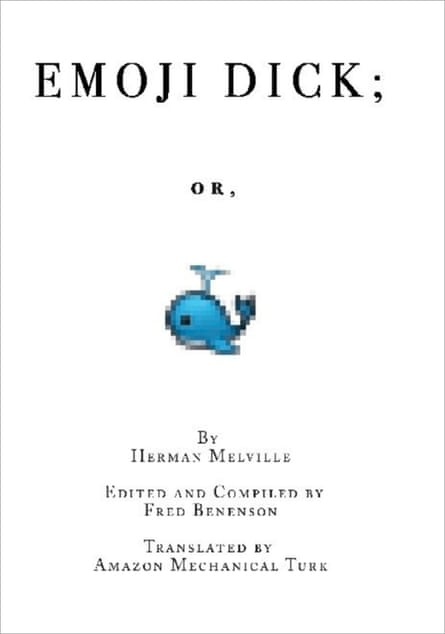 EMOJI DICK;
OR,
BY
HERMAN MELVILLE
EDITED AND COMPILED BY
FRED BENENSON
TRANSLATED BY
AMAZON MECHANICAL TURK